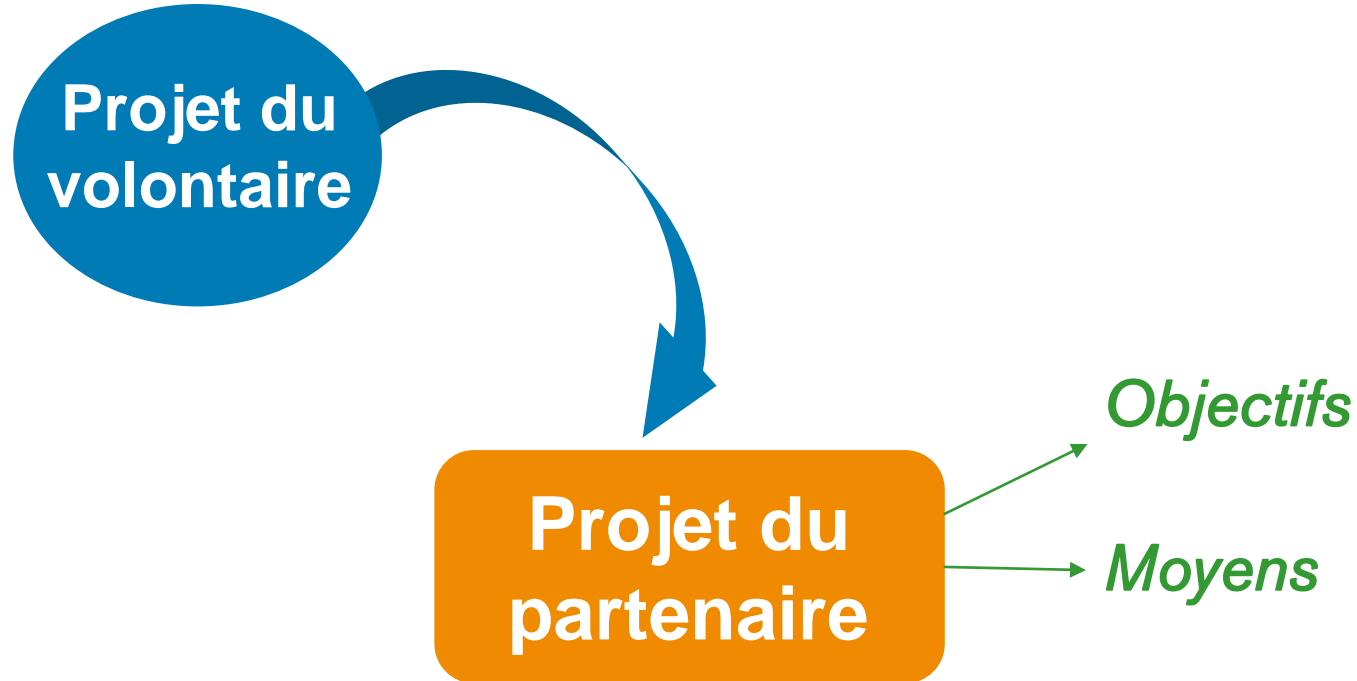 Projet du
volontaire
Objectifs
Projet du
partenaire
Moyens